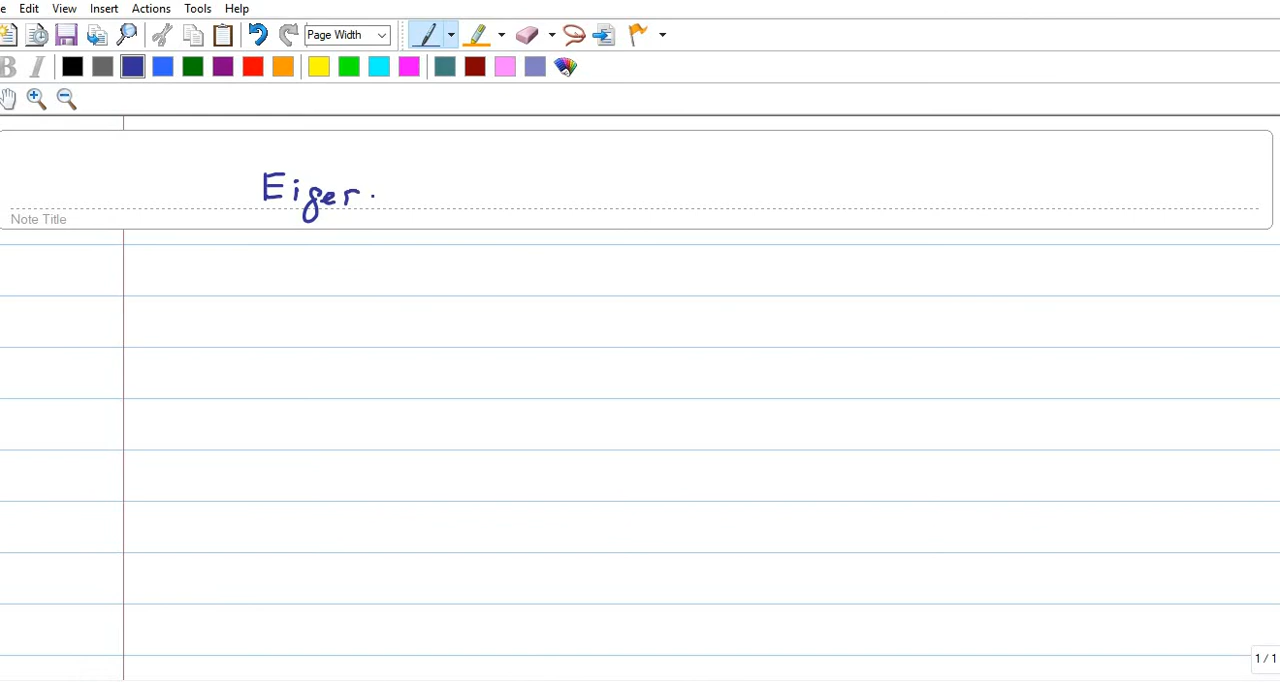 e Edit View Insert Actions Tools Help
Page Width
B I
Eiger.
Note Title
1/1